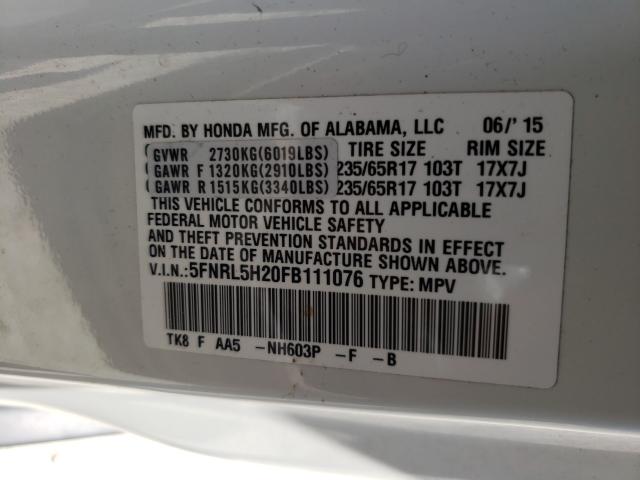 MFD. BY HONDA MFG. OF ALABAMA, LLC 06/'15
GVWR 2730KG(6019LBS) TIRE SIZE RIM SIZE
GAWR F 1320KG(2910LBS) 235/65R17 103T 17X7J
GAWR R 1515KG(3340LBS) 235/65R17 103T 17X7J
THIS VEHICLE CONFORMS TO ALL APPLICABLE
FEDERAL MOTOR VEHICLE SAFETY
AND THEFT PREVENTION STANDARDS IN EFFECT
ON THE DATE OF MANUFACTURE SHOWN ABOVE.
V.I.N.:5FNRL5H20FB111076 TYPE: MPV
TK8 F AA5 -NH603P -F -B